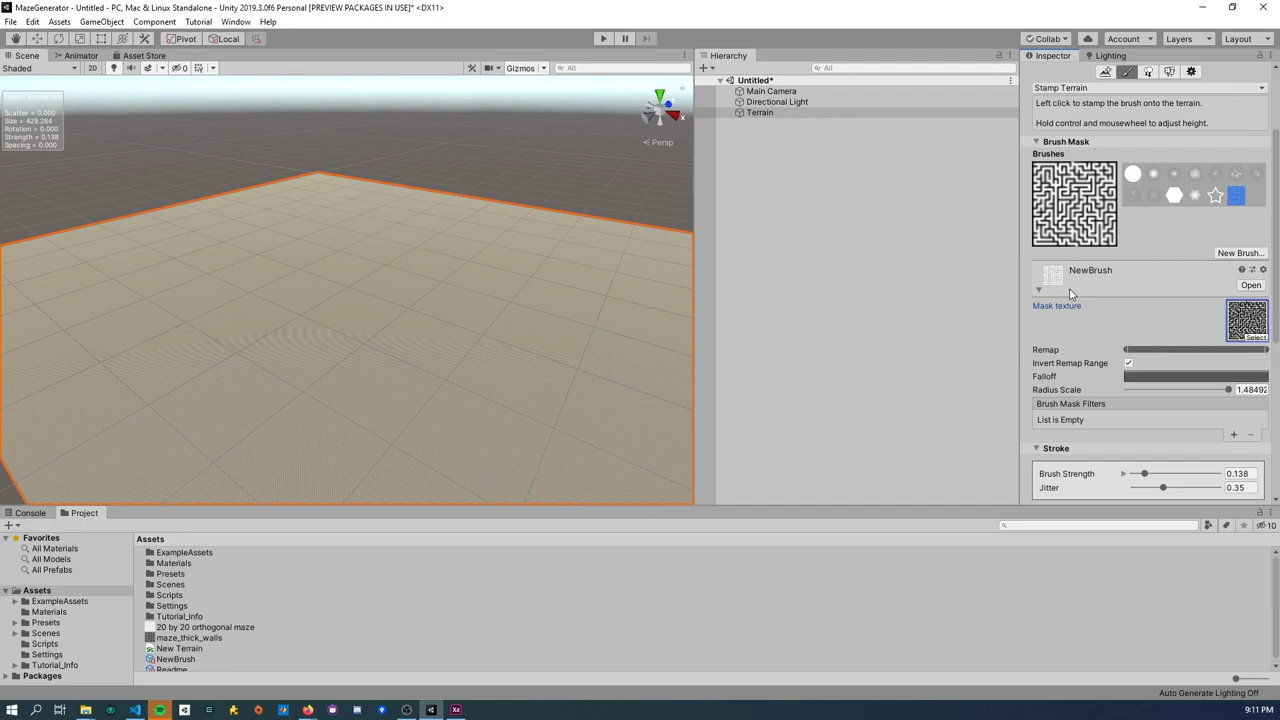 MazeGenerator - Untitled - PC, Mac & Linux Standalone - Unity 2019.3.0f6 Personal [PREVIEW PACKAGES IN USE]* <DX11>
File Edit Assets GameObject Component Tutorial Window Help
Pivot Local Collab Account Layers Layout
Scene Animator Asset Store Hierarchy Inspector Lighting
Shaded 2D 0 Gizmos All All
Scatter = 0.000
Size = 429.284
Rotation = 0.000
Strength = 0.138
Spacing = 0.000
x
Persp
Untitled*
Main Camera
Directional Light
Terrain
Stamp Terrain
Left click to stamp the brush onto the terrain.
Hold control and mousewheel to adjust height.
Brush Mask
Brushes
New Brush...
NewBrush
Open
Mask texture
Select
Remap
Invert Remap Range
Falloff
Radius Scale 1.48492
Brush Mask Filters
List is Empty
Stroke
Brush Strength 0.138
Jitter 0.35
Console Project
10
Favorites
All Materials
All Models
All Prefabs
Assets
ExampleAssets
Materials
Presets
Scenes
Scripts
Settings
Tutorial_Info
Packages
Assets
ExampleAssets
Materials
Presets
Scenes
Scripts
Settings
Tutorial_Info
20 by 20 orthogonal maze
maze_thick_walls
New Terrain
NewBrush
Readme
Auto Generate Lighting Off
9:11 PM